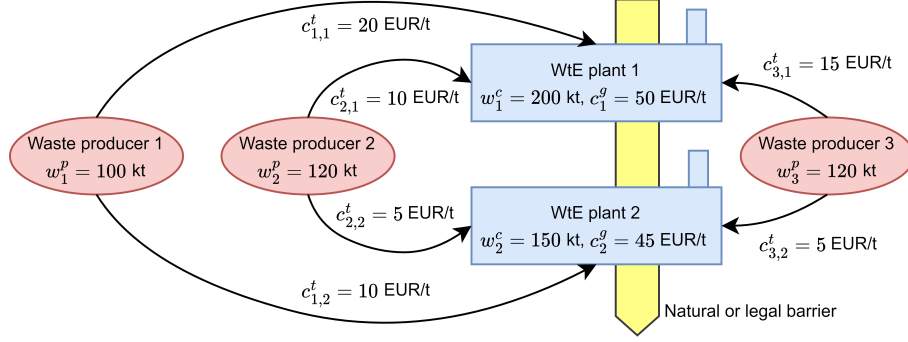 c^t_{1,1} = 20 EUR/t
WtE plant 1
w^c_1 = 200 kt, c^g_1 = 50 EUR/t
c^t_{3,1} = 15 EUR/t
c^t_{2,1} = 10 EUR/t
Waste producer 1
w^p_1 = 100 kt
Waste producer 2
w^p_2 = 120 kt
Waste producer 3
w^p_3 = 120 kt
c^t_{2,2} = 5 EUR/t
WtE plant 2
w^c_2 = 150 kt, c^g_2 = 45 EUR/t
c^t_{3,2} = 5 EUR/t
c^t_{1,2} = 10 EUR/t
Natural or legal barrier